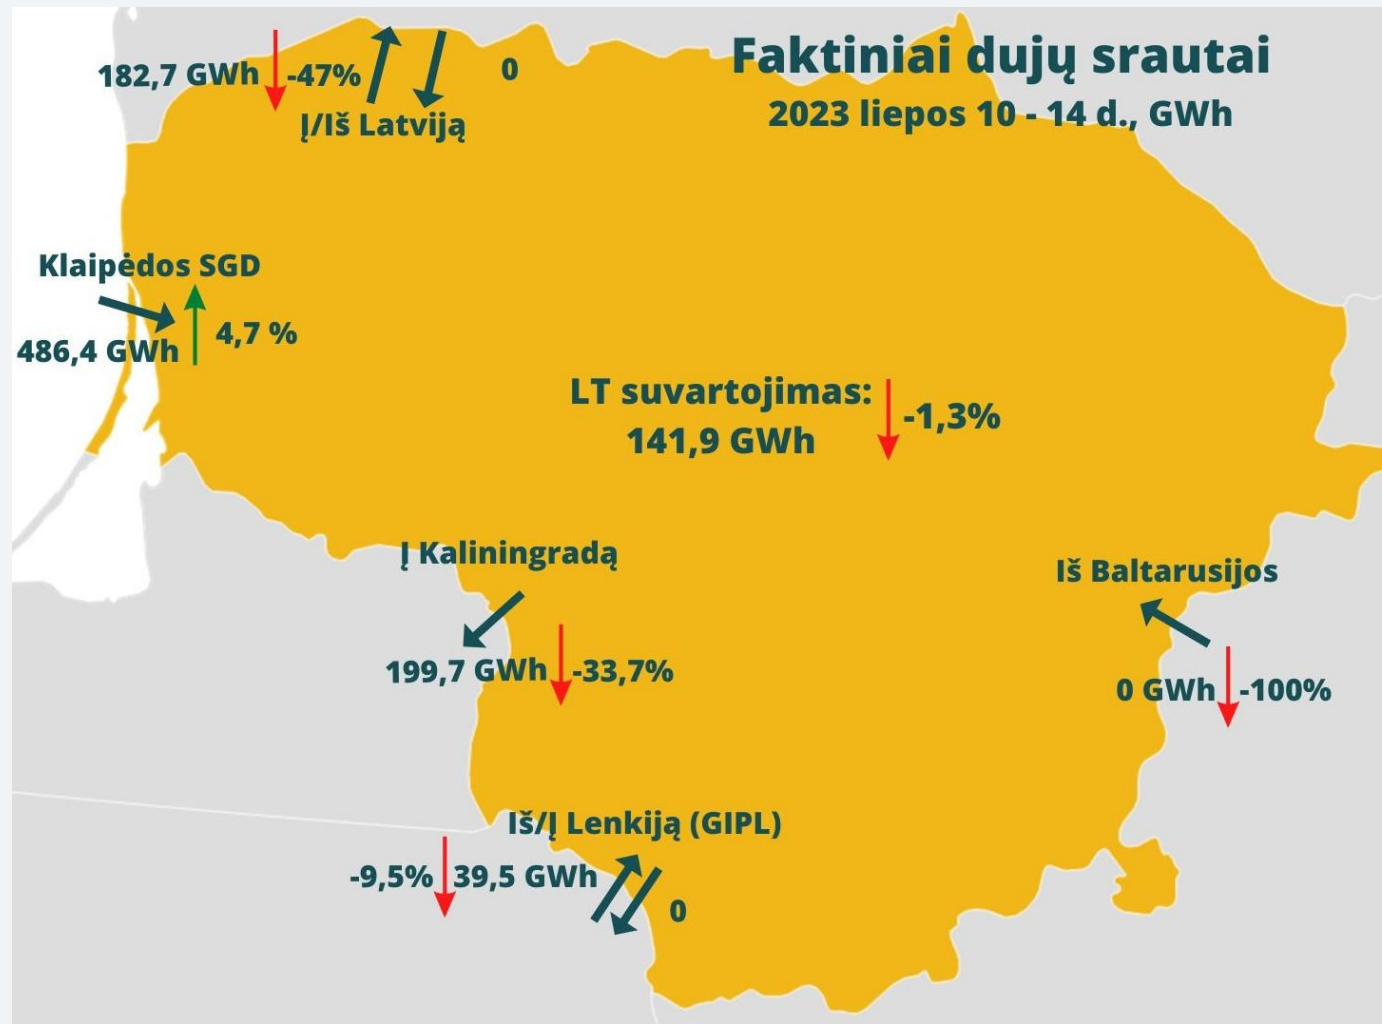 Faktiniai dujų srautai
2023 liepos 10 - 14 d., GWh
182,7 GWh -47%
0
Į/Iš Latviją
Klaipėdos SGD
486,4 GWh
4,7 %
LT suvartojimas:
141,9 GWh
-1,3%
Į Kaliningradą
199,7 GWh -33,7%
Iš Baltarusijos
0 GWh -100%
Iš/Į Lenkiją (GIPL)
-9,5% 39,5 GWh
0